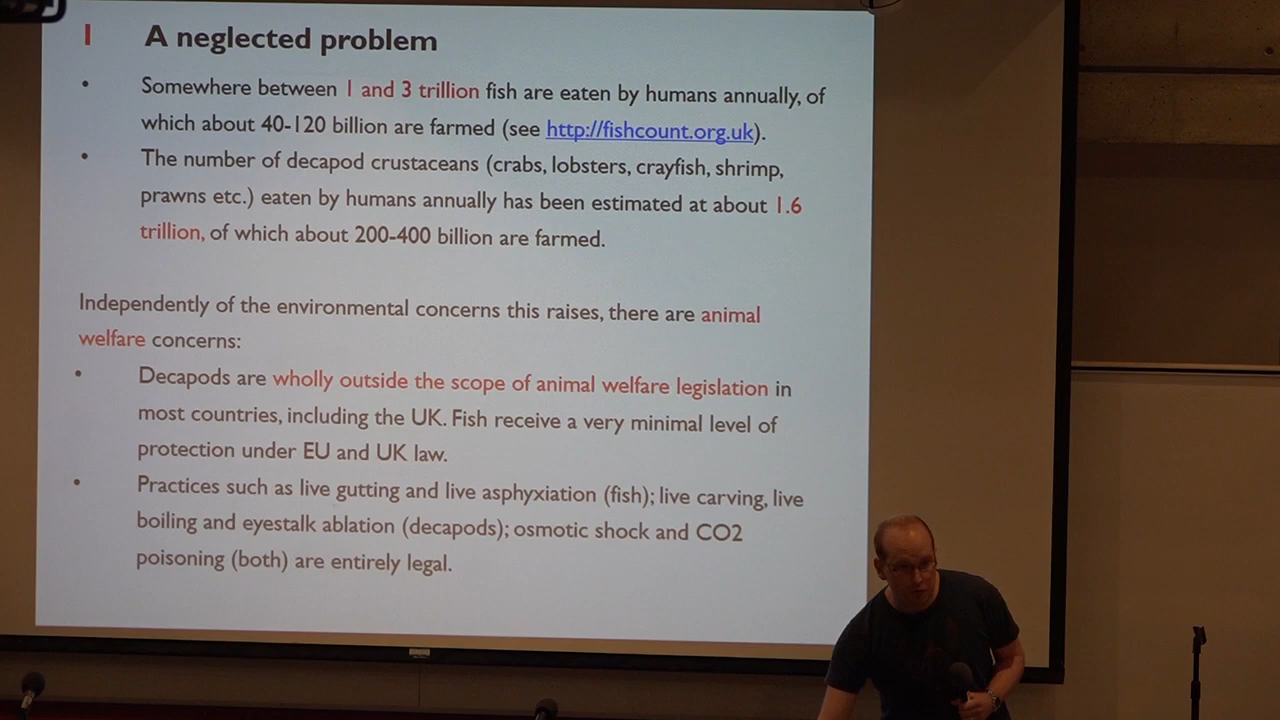 I A neglected problem
• Somewhere between 1 and 3 trillion fish are eaten by humans annually, of
which about 40-120 billion are farmed (see http://fishcount.org.uk).
• The number of decapod crustaceans (crabs, lobsters, crayfish, shrimp,
prawns etc.) eaten by humans annually has been estimated at about 1.6
trillion, of which about 200-400 billion are farmed.
Independently of the environmental concerns this raises, there are animal
welfare concerns:
• Decapods are wholly outside the scope of animal welfare legislation in
most countries, including the UK. Fish receive a very minimal level of
protection under EU and UK law.
• Practices such as live gutting and live asphyxiation (fish); live carving, live
boiling and eyestalk ablation (decapods); osmotic shock and CO2
poisoning (both) are entirely legal.